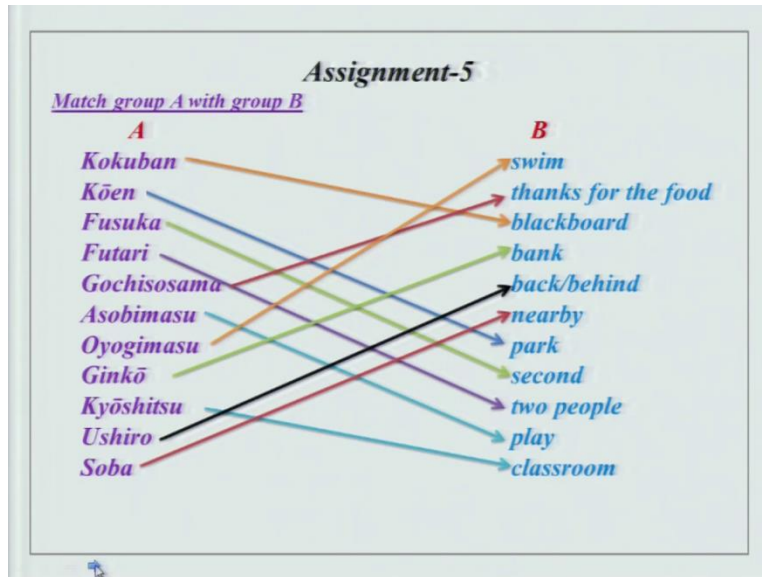 Assignment-5
Match group A with group B
A B
Kokuban swim
Kōen thanks for the food
Fusuka blackboard
Futari bank
Gochisosama back/behind
Asobimasu nearby
Oyogimasu park
Ginkō second
Kyōshitsu two people
Ushiro play
Soba classroom